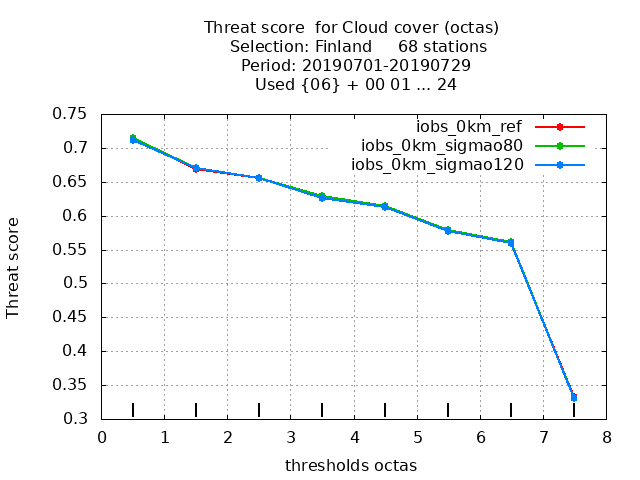 Threat score  for Cloud cover (octas)
Selection: Finland     68 stations
Period: 20190701-20190729
Used {06} + 00 01 ... 24
iobs_0km_ref
iobs_0km_sigmao80
iobs_0km_sigmao120
0.75
0.7
0.65
0.6
0.55
0.5
0.45
0.4
0.35
0.3
Threat score
0 1 2 3 4 5 6 7 8
thresholds octas